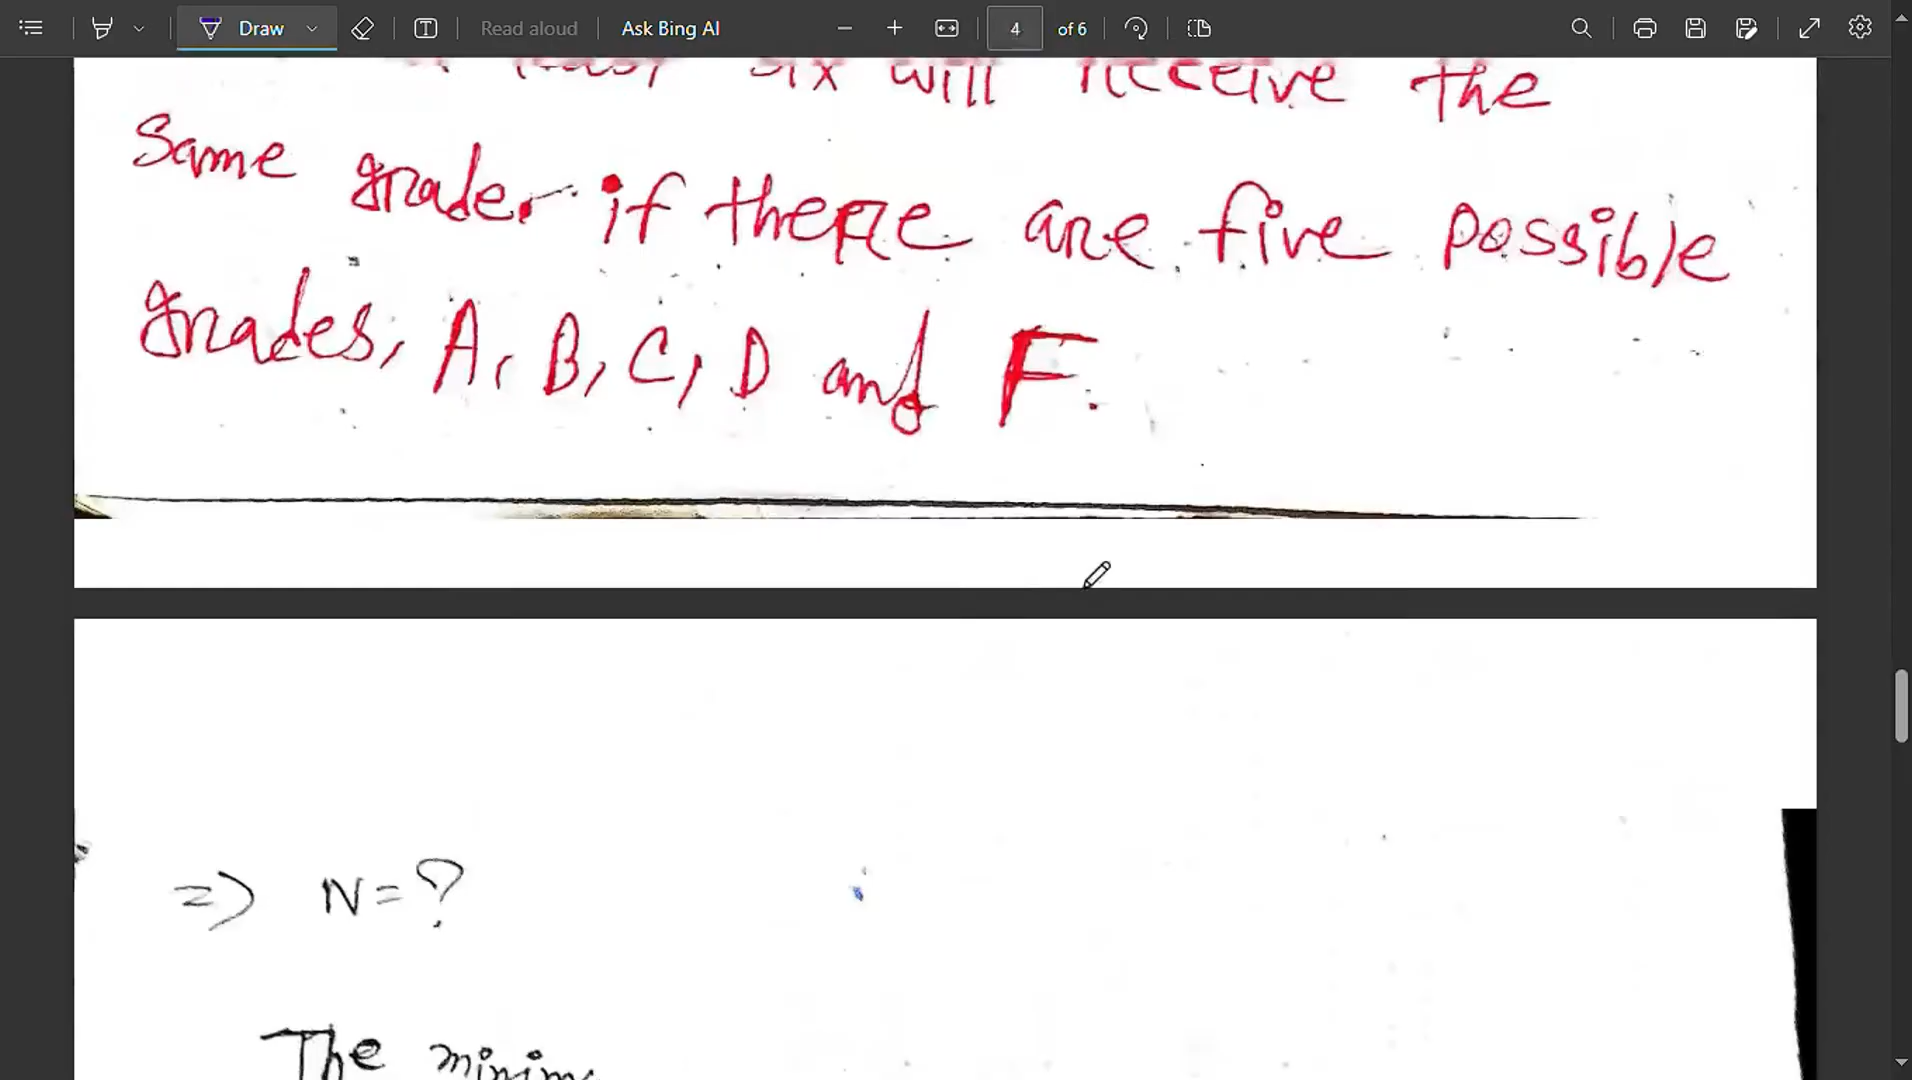 Draw
Read aloud
Ask Bing AI
4 of 6
six will receive the
Same grade, if there are five possible
grades, A, B, C, D and F.
=> N = ?
The